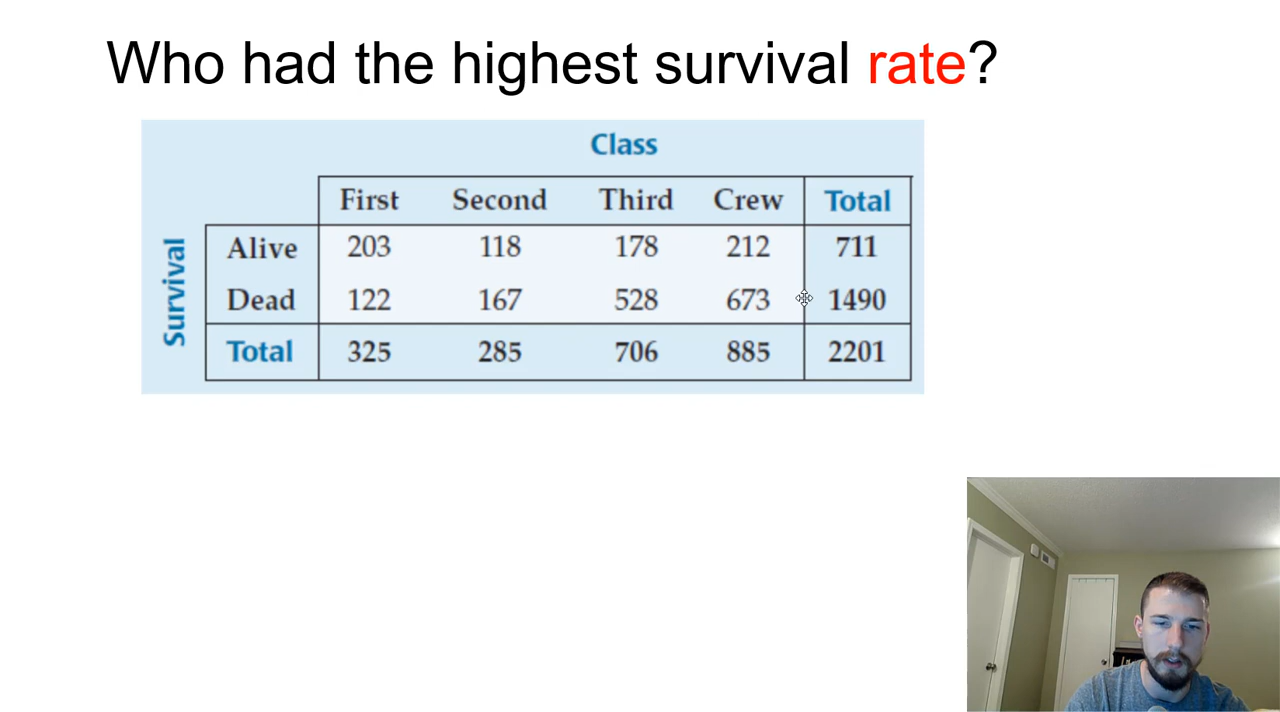 Who had the highest survival rate?
Class
First Second Third Crew Total
Survival
Alive 203 118 178 212 711
Dead 122 167 528 673 1490
Total 325 285 706 885 2201